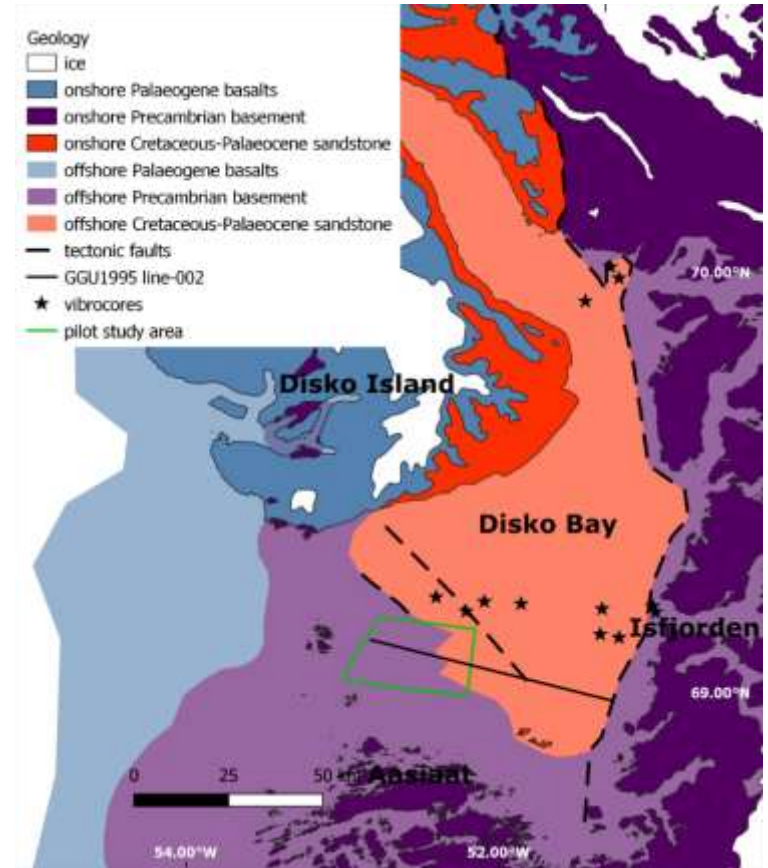 Geology
ice
onshore Palaeogene basalts
onshore Precambrian basement
onshore Cretaceous-Palaeocene sandstone
offshore Palaeogene basalts
offshore Precambrian basement
offshore Cretaceous-Palaeocene sandstone
tectonic faults
GGU1995 line-002
vibrocores
pilot study area
70.00°N
Disko Island
Disko Bay
Isfjorden
69.00°N
0 25 50
Aasiaat
54.00°W 52.00°W